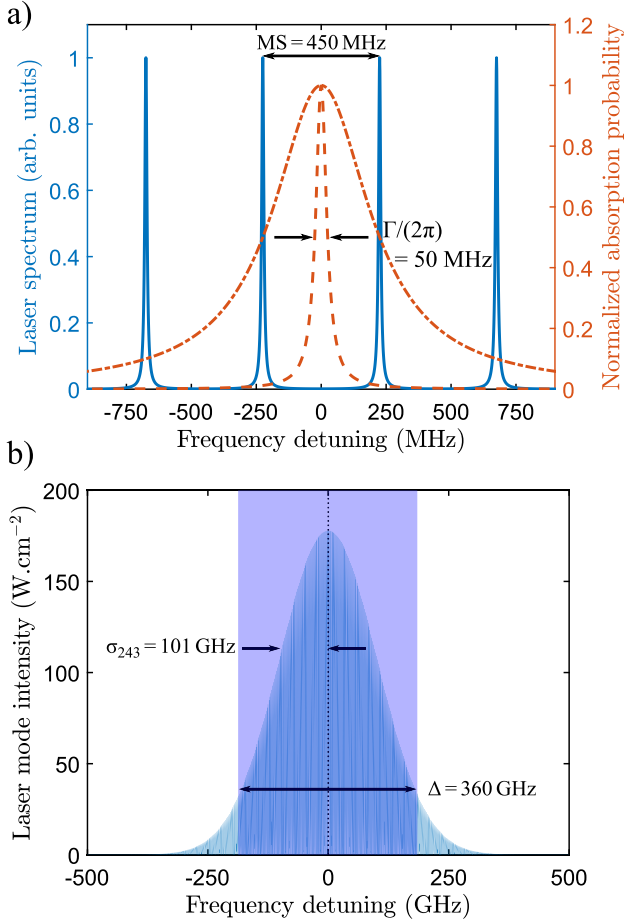 a)
MS = 450 MHz
Γ/(2π)
= 50 MHz
Laser spectrum (arb. units)
1
0.8
0.6
0.4
0.2
0
Normalized absorption probability
1.2
1
0.8
0.6
0.4
0.2
0
-750 -500 -250 0 250 500 750
Frequency detuning (MHz)
b)
Laser mode intensity (W.cm⁻²)
200
150
100
50
0
σ₂₄₃ = 101 GHz
Δ = 360 GHz
-500 -250 0 250 500
Frequency detuning (GHz)